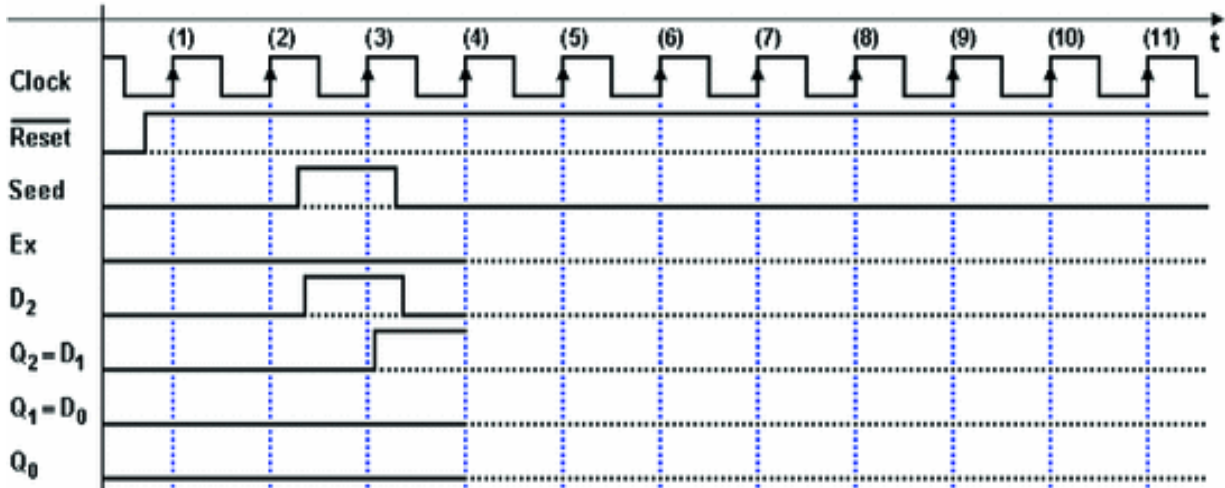 (1) (2) (3) (4) (5) (6) (7) (8) (9) (10) (11) t
Clock
Reset
Seed
Ex
D2
Q2=D1
Q1=D0
Q0